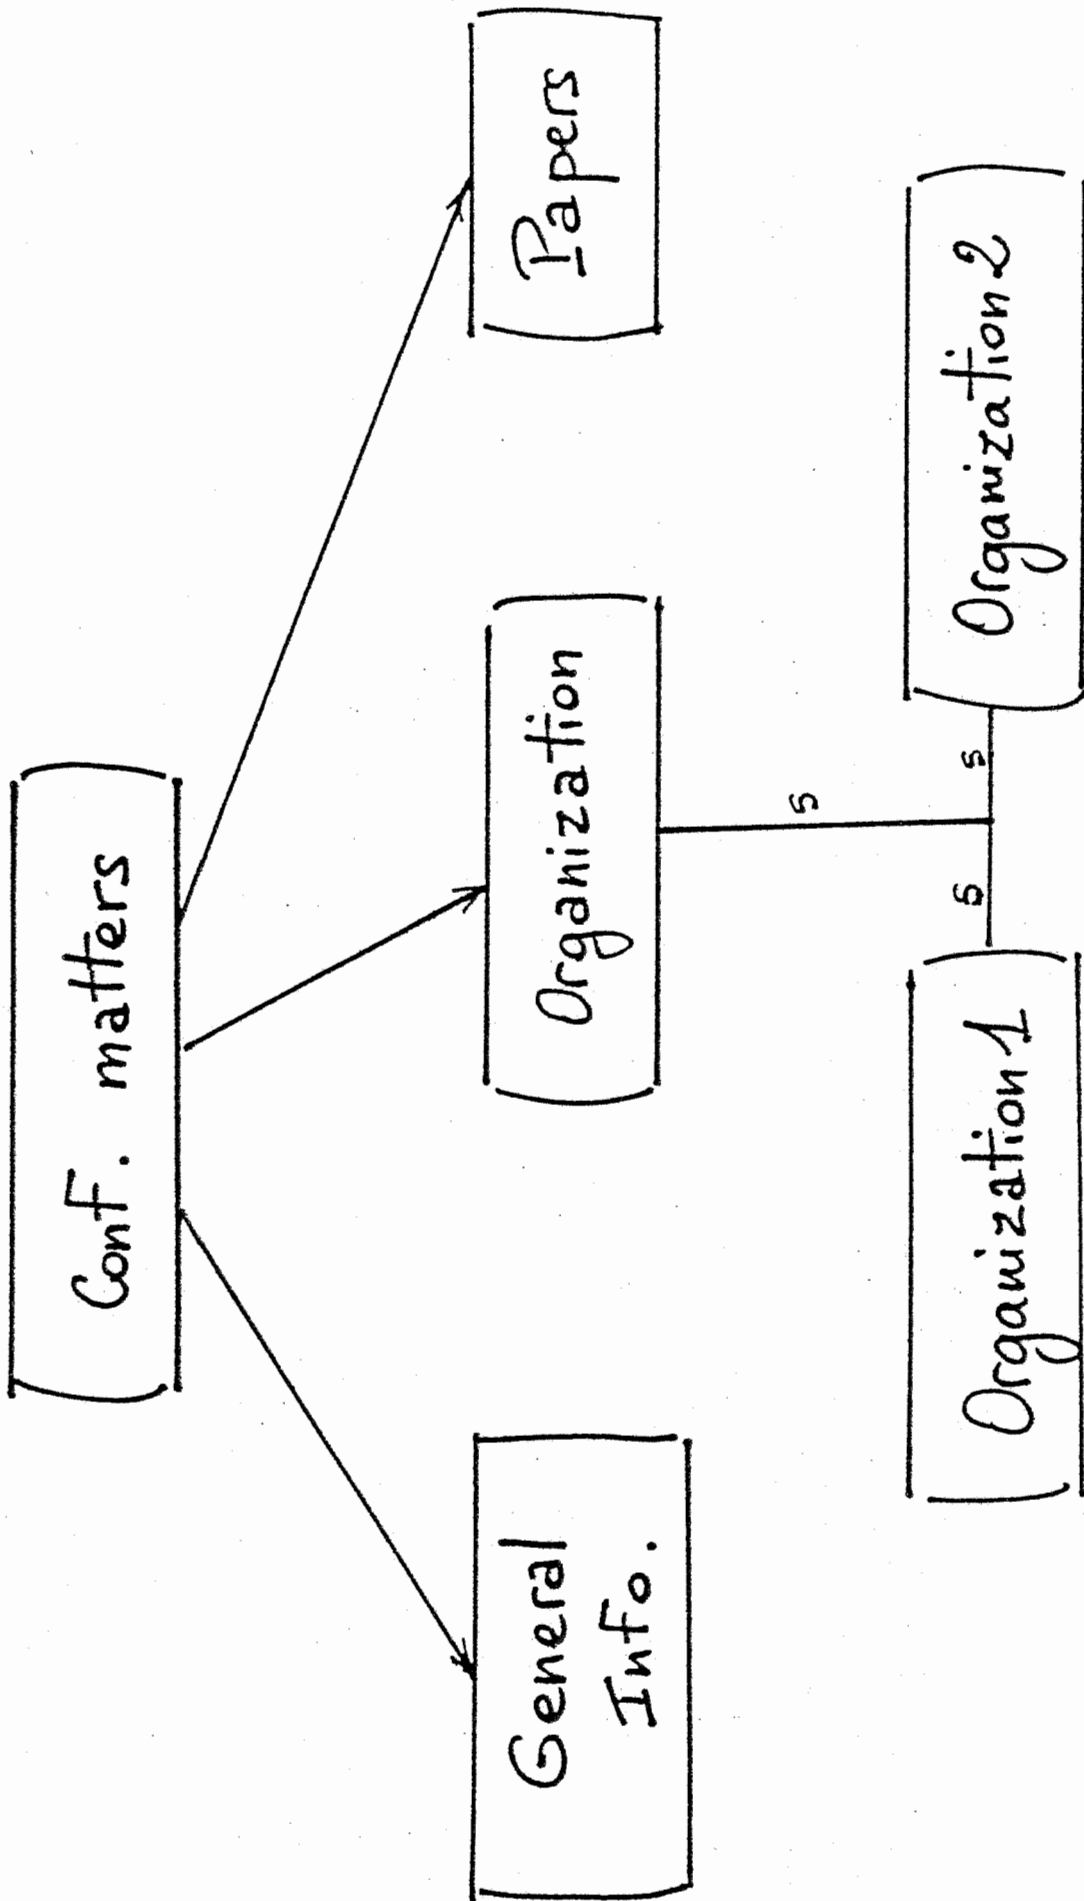 Conf. matters
General
Info.
Organization
Papers
s
s
s
Organization 1
Organization 2